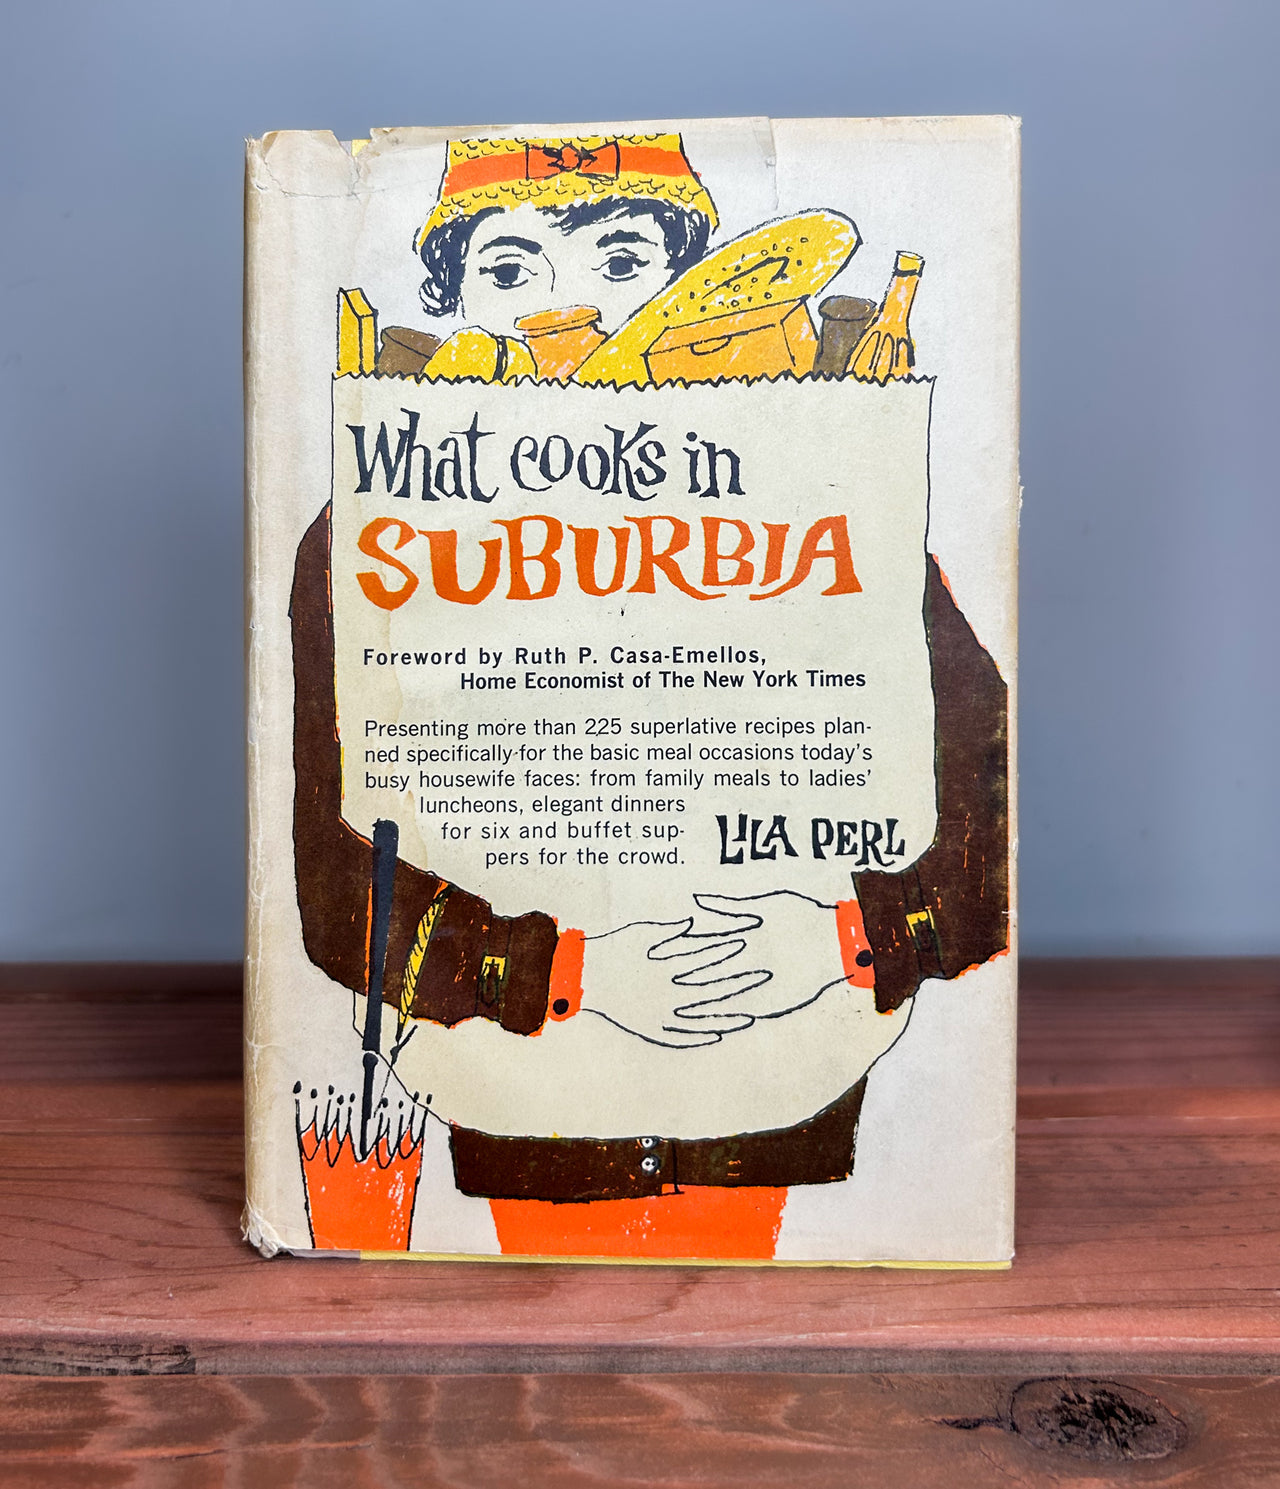 What cooks in
SUBURBIA
Foreword by Ruth P. Casa-Emellos,
Home Economist of The New York Times
Presenting more than 225 superlative recipes plan-
ned specifically for the basic meal occasions today's
busy housewife faces: from family meals to ladies'
luncheons, elegant dinners
for six and buffet sup-
pers for the crowd.
LILA PERL